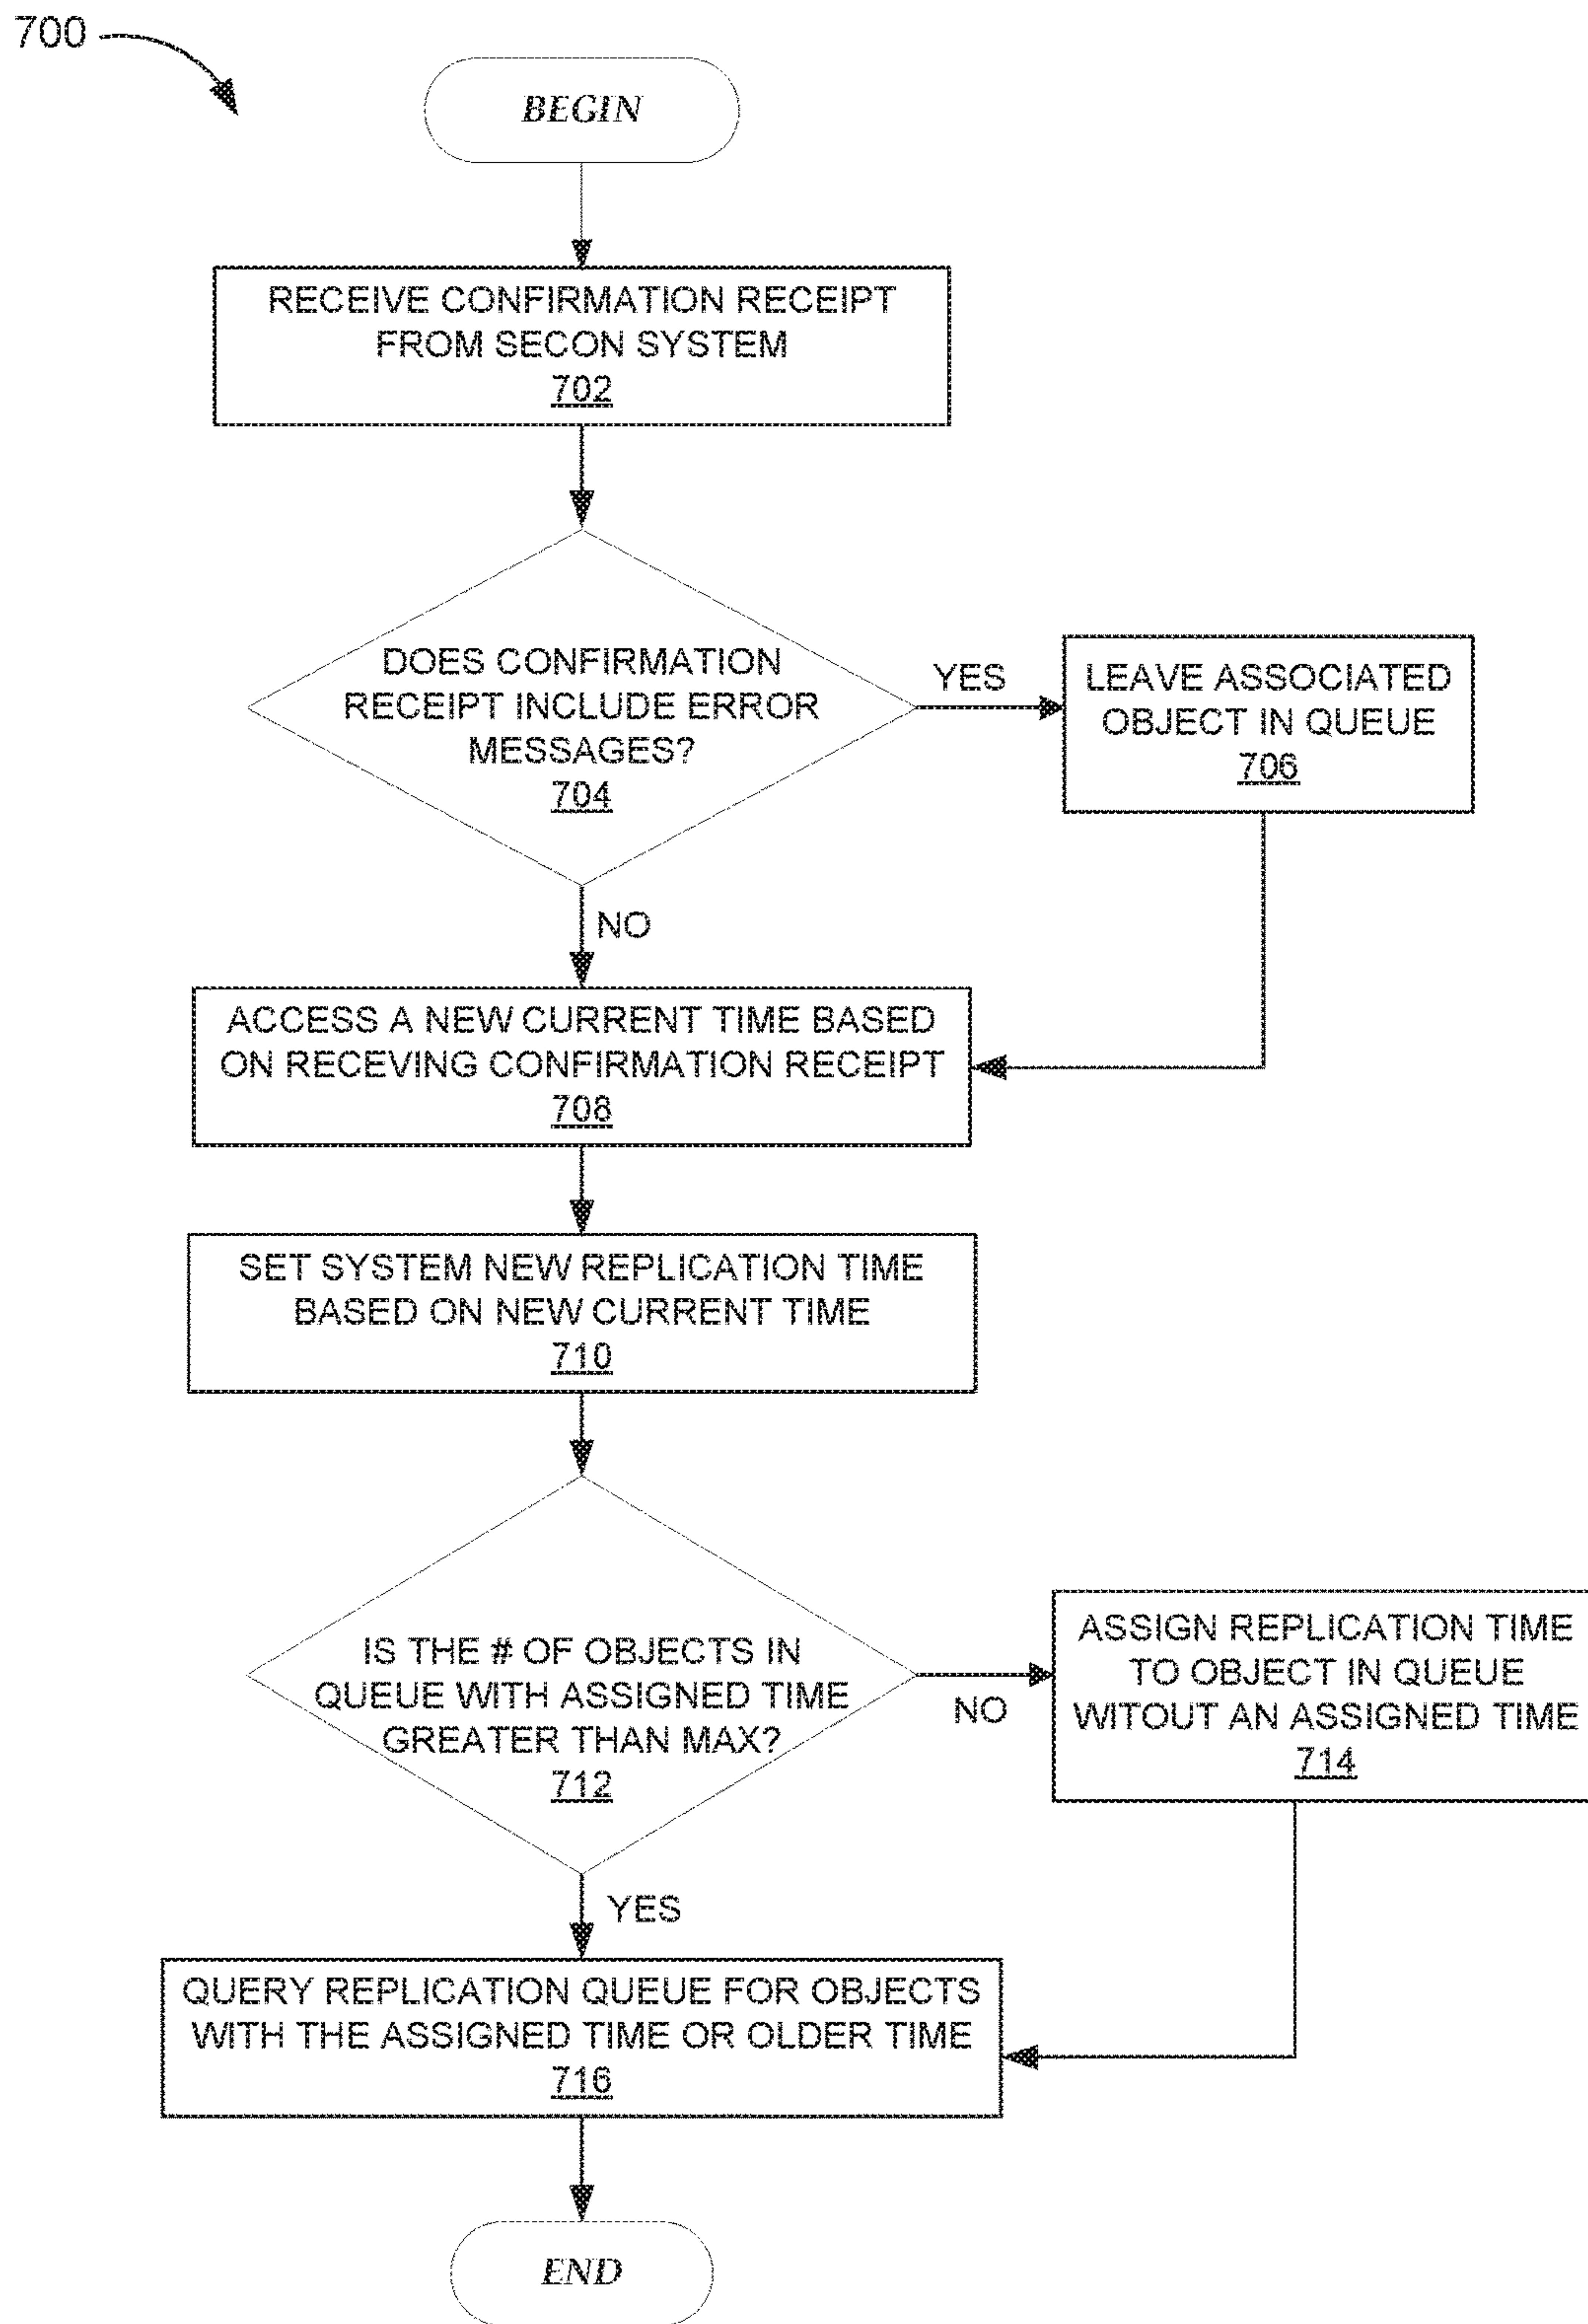 700
BEGIN
RECEIVE CONFIRMATION RECEIPT
FROM SECON SYSTEM
702
DOES CONFIRMATION
RECEIPT INCLUDE ERROR
MESSAGES?
704
YES
LEAVE ASSOCIATED
OBJECT IN QUEUE
706
NO
ACCESS A NEW CURRENT TIME BASED
ON RECEVING CONFIRMATION RECEIPT
708
SET SYSTEM NEW REPLICATION TIME
BASED ON NEW CURRENT TIME
710
IS THE # OF OBJECTS IN
QUEUE WITH ASSIGNED TIME
GREATER THAN MAX?
712
NO
ASSIGN REPLICATION TIME
TO OBJECT IN QUEUE
WITOUT AN ASSIGNED TIME
714
YES
QUERY REPLICATION QUEUE FOR OBJECTS
WITH THE ASSIGNED TIME OR OLDER TIME
716
END